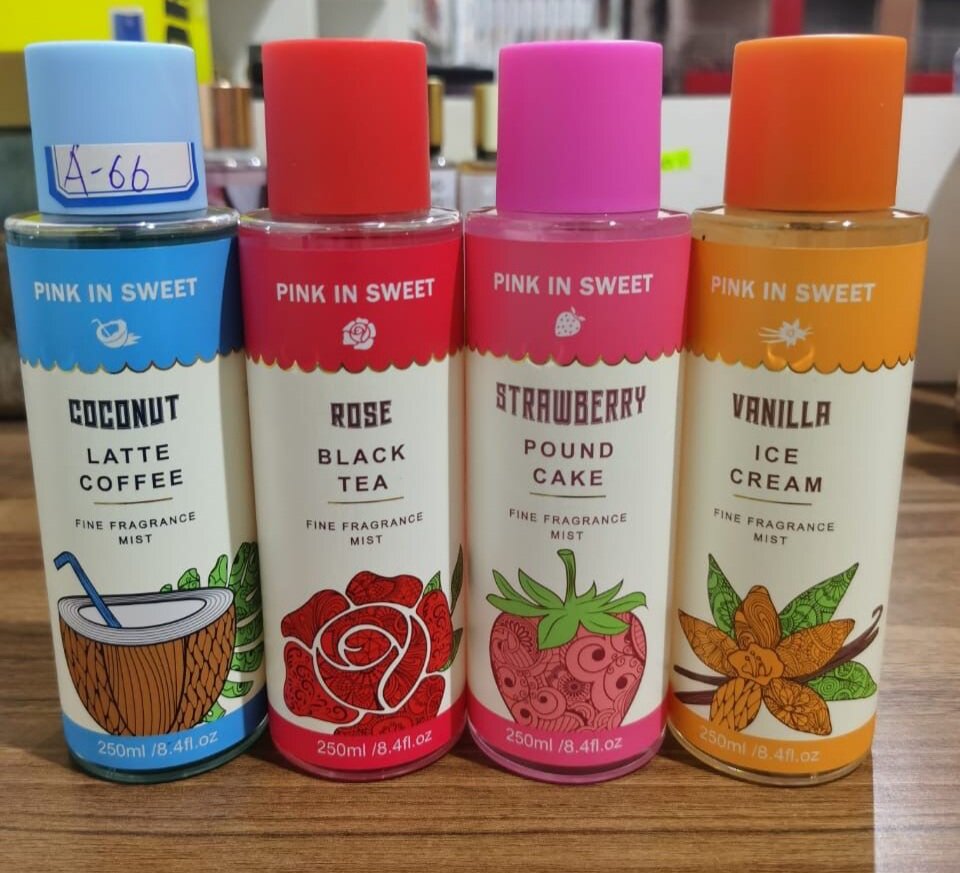 A-66
PINK IN SWEET
COCONUT
LATTE
COFFEE
FINE FRAGRANCE
MIST
250ml /8.4fl.oz
PINK IN SWEET
ROSE
BLACK
TEA
FINE FRAGRANCE
MIST
250ml /8.4fl.oz
PINK IN SWEET
STRAWBERRY
POUND
CAKE
FINE FRAGRANCE
MIST
250ml /8.4fl.oz
PINK IN SWEET
VANILLA
ICE
CREAM
FINE FRAGRANCE
MIST
250ml /8.4fl.oz